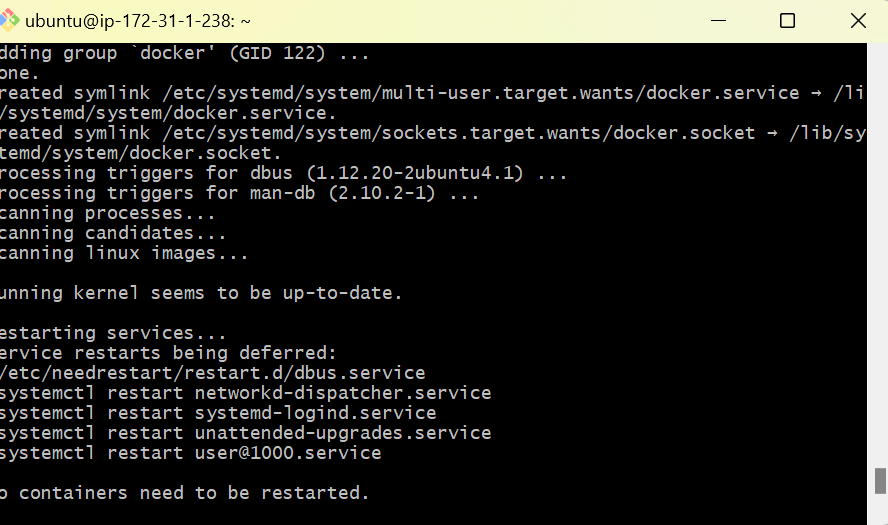 ubuntu@ip-172-31-1-238: ~
dding group `docker' (GID 122) ...
one.
reated symlink /etc/systemd/system/multi-user.target.wants/docker.service → /li
/systemd/system/docker.service.
reated symlink /etc/systemd/system/sockets.target.wants/docker.socket → /lib/sy
temd/system/docker.socket.
rocessing triggers for dbus (1.12.20-2ubuntu4.1) ...
rocessing triggers for man-db (2.10.2-1) ...
canning processes...
canning candidates...
canning linux images...
unning kernel seems to be up-to-date.
estarting services...
ervice restarts being deferred:
/etc/needrestart/restart.d/dbus.service
systemctl restart networkd-dispatcher.service
systemctl restart systemd-logind.service
systemctl restart unattended-upgrades.service
systemctl restart user@1000.service
o containers need to be restarted.